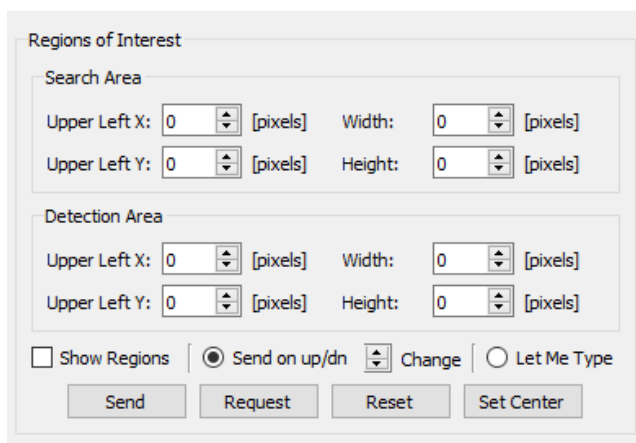 Regions of Interest
Search Area
Upper Left X: 0 [pixels] Width: 0 [pixels]
Upper Left Y: 0 [pixels] Height: 0 [pixels]
Detection Area
Upper Left X: 0 [pixels] Width: 0 [pixels]
Upper Left Y: 0 [pixels] Height: 0 [pixels]
Show Regions Send on up/dn Change Let Me Type
Send Request Reset Set Center